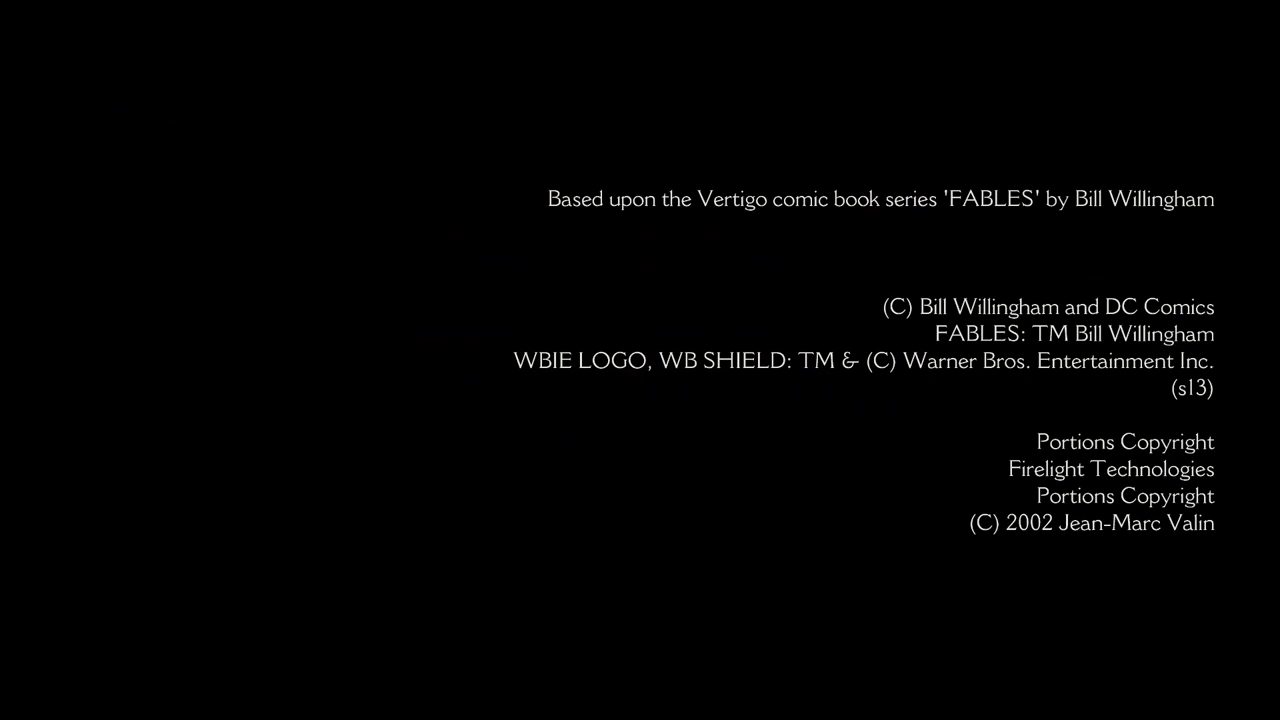 Based upon the Vertigo comic book series 'FABLES' by Bill Willingham
(C) Bill Willingham and DC Comics
FABLES: TM Bill Willingham
WBIE LOGO, WB SHIELD: TM & (C) Warner Bros. Entertainment Inc.
(s13)
Portions Copyright
Firelight Technologies
Portions Copyright
(C) 2002 Jean-Marc Valin